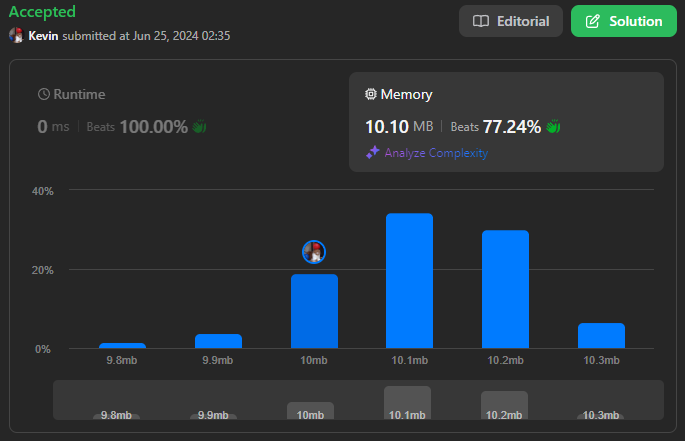 Accepted
Editorial
Solution
Kevin submitted at Jun 25, 2024 02:35
Runtime
0 ms | Beats 100.00%
Memory
10.10 MB | Beats 77.24%
Analyze Complexity
40%
20%
0%
9.8mb 9.9mb 10mb 10.1mb 10.2mb 10.3mb
9.8mb 9.9mb 10mb 10.1mb 10.2mb 10.3mb